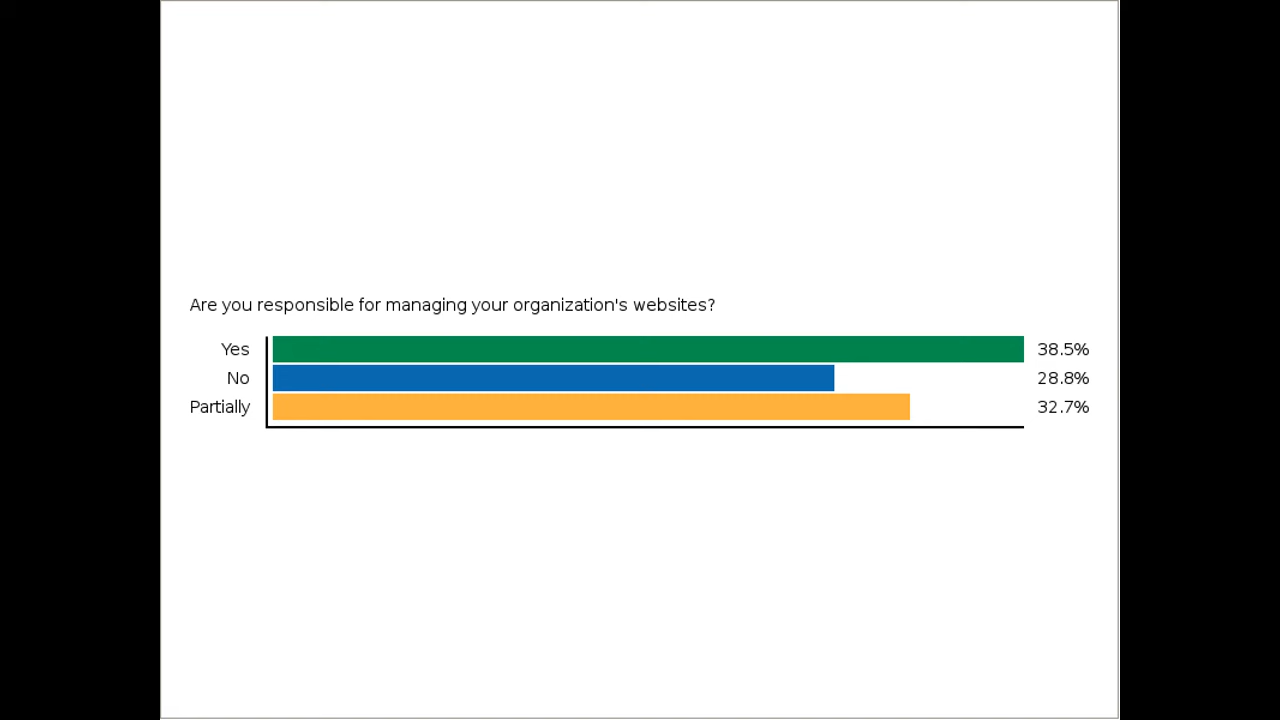 Are you responsible for managing your organization's websites?
Yes 38.5%
No 28.8%
Partially 32.7%